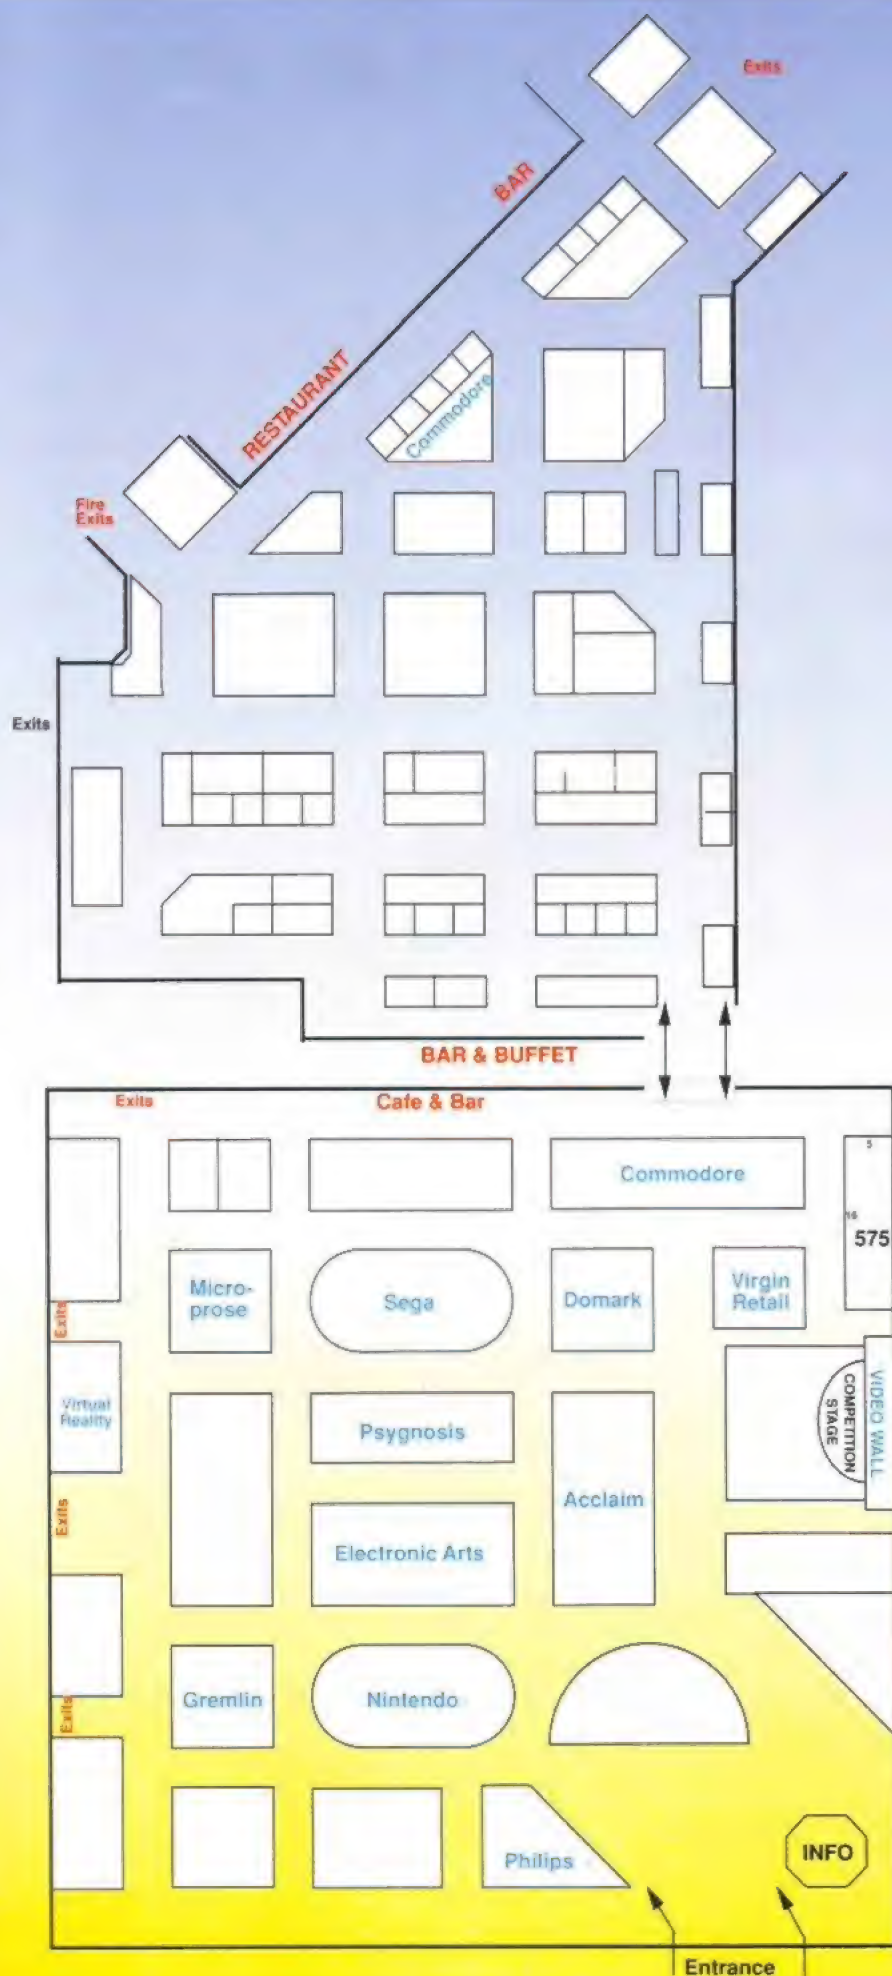 Exits
BAR
RESTAURANT
Commodore
Fire
Exits
Exits
BAR & BUFFET
Exits
Cafe & Bar
5
Commodore
16
575
Micro-
prose
Sega
Domark
Virgin
Retail
Exits
Virtual
Reality
Psygnosis
COMPETITION
STAGE
VIDEO WALL
Acclaim
Exits
Electronic Arts
Gremlin
Nintendo
Exits
Philips
INFO
Entrance